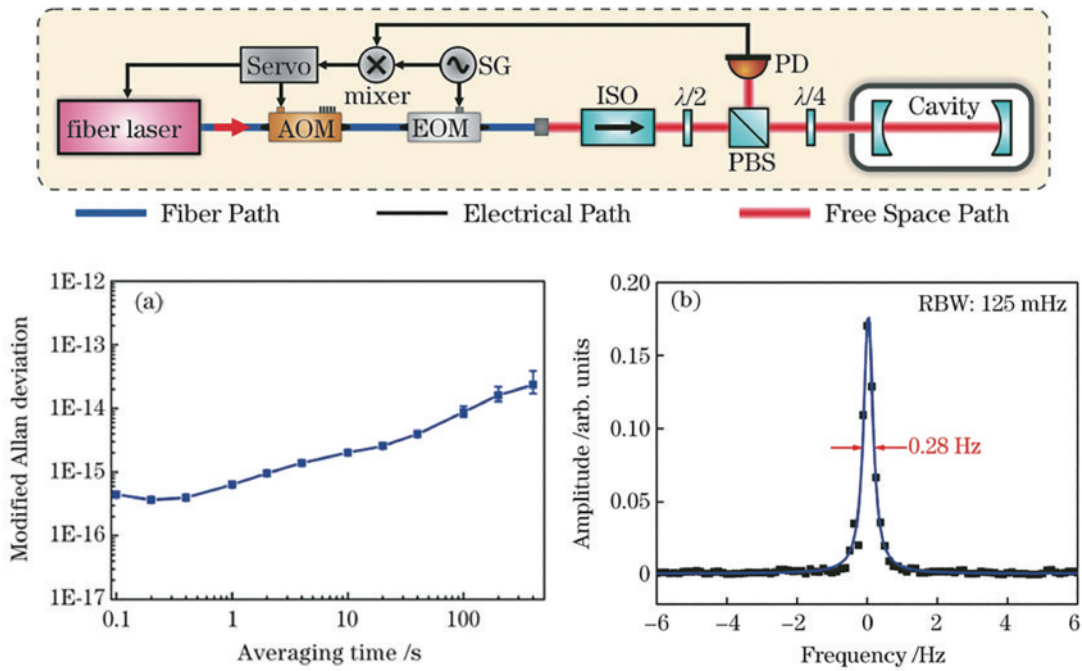 Servo
mixer
SG
PD
fiber laser
AOM
EOM
ISO
λ/2
PBS
λ/4
Cavity
Fiber Path
Electrical Path
Free Space Path
(a)
Modified Allan deviation
1E-12
1E-13
1E-14
1E-15
1E-16
1E-17
0.1
1
10
100
Averaging time /s
(b)
RBW: 125 mHz
Amplitude /arb. units
0.20
0.15
0.10
0.05
0
0.28 Hz
−6
−4
−2
0
2
4
6
Frequency /Hz